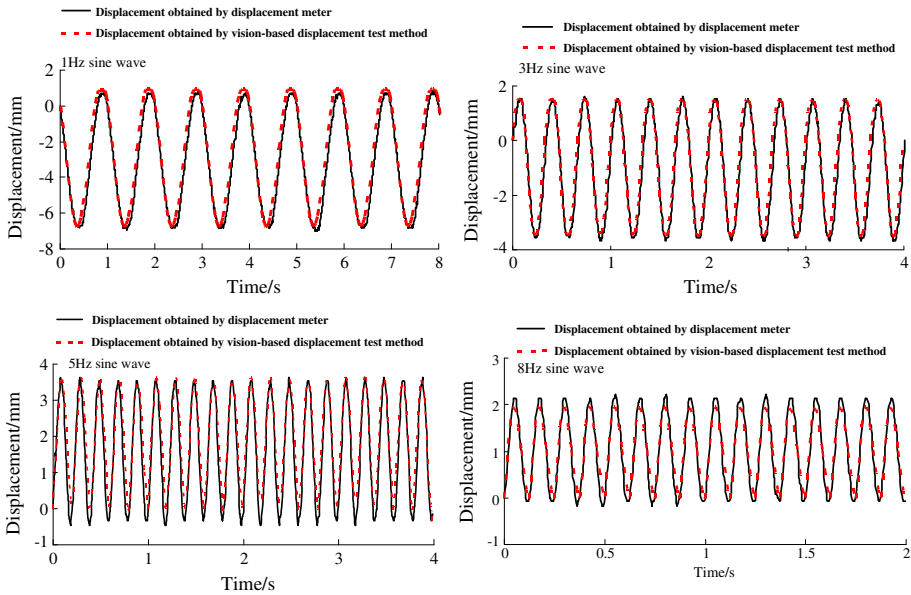 Displacement obtained by displacement meter
Displacement obtained by vision-based displacement test method
1Hz sine wave
2
0
-2
-4
-6
-8
Displacement/mm
0 1 2 3 4 5 6 7 8
Time/s
Displacement obtained by displacement meter
Displacement obtained by vision-based displacement test method
3Hz sine wave
2
0
-2
-4
Displacement/mm
0 1 2 3 4
Time/s
Displacement obtained by displacement meter
Displacement obtained by vision-based displacement test method
5Hz sine wave
4
3
2
1
0
-1
Displacement/mm
0 1 2 3 4
Time/s
Displacement obtained by displacement meter
Displacement obtained by vision-based displacement test method
8Hz sine wave
3
2
1
0
-1
Displacement/mm
0 0.5 1 1.5 2
Time/s